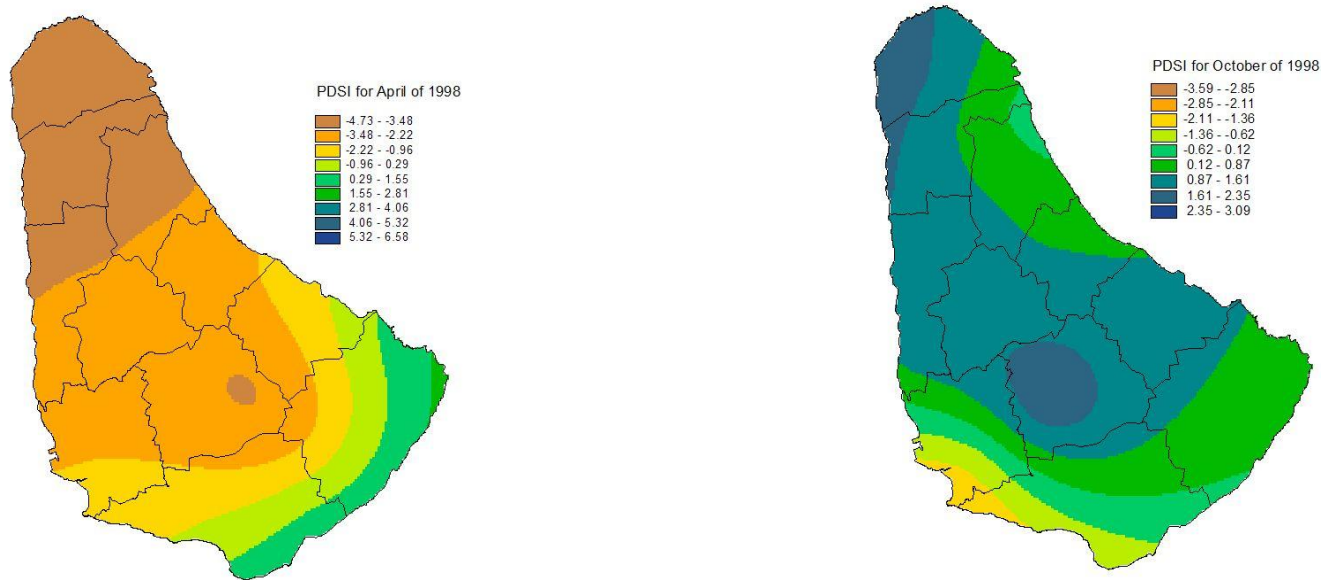 PDSI for April of 1998
-4.73 - -3.48
-3.48 - -2.22
-2.22 - -0.96
-0.96 - 0.29
0.29 - 1.55
1.55 - 2.81
2.81 - 4.06
4.06 - 5.32
5.32 - 6.58
PDSI for October of 1998
-3.59 - -2.85
-2.85 - -2.11
-2.11 - -1.36
-1.36 - -0.62
-0.62 - 0.12
0.12 - 0.87
0.87 - 1.61
1.61 - 2.35
2.35 - 3.09